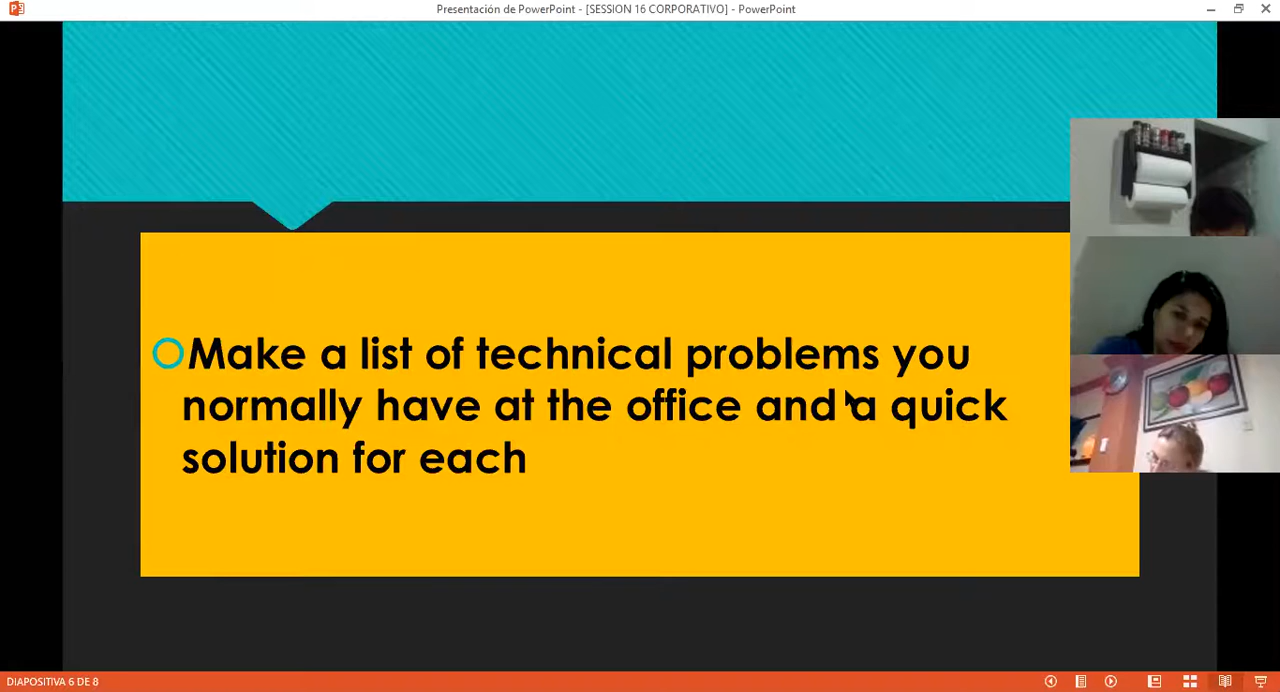 Presentación de PowerPoint - [SESSION 16 CORPORATIVO] - PowerPoint
Make a list of technical problems you
normally have at the office and a quick
solution for each
DIAPOSITIVA 6 DE 8